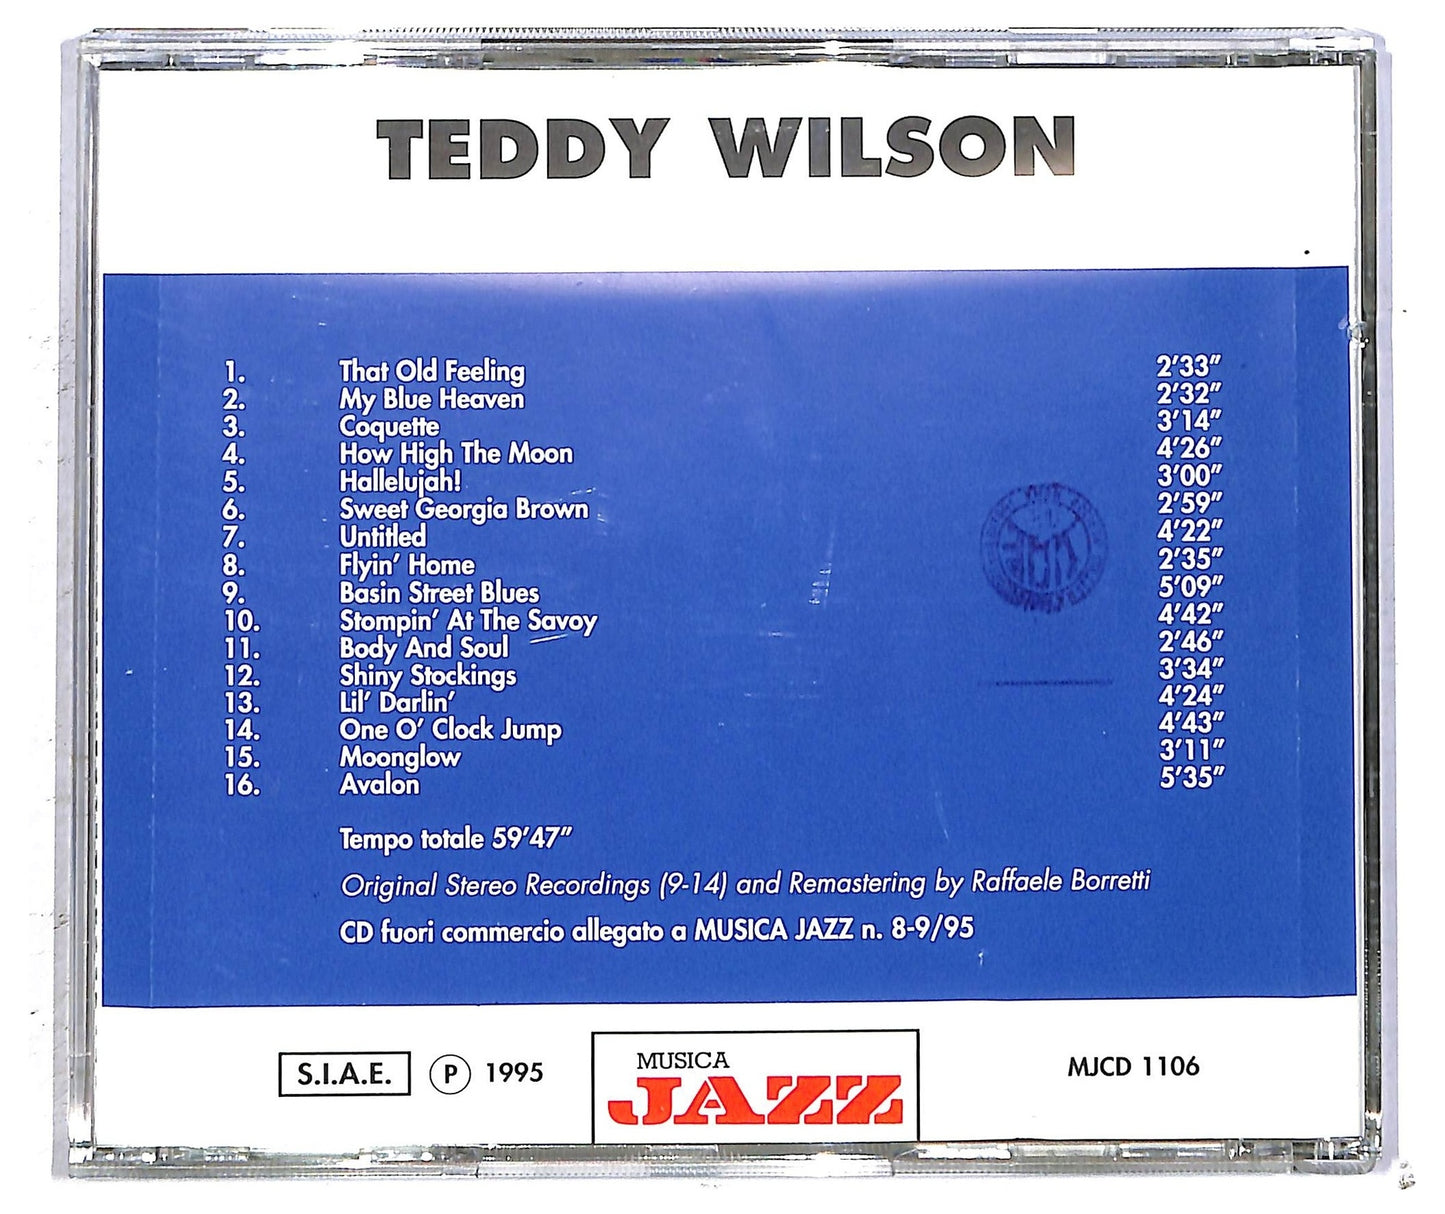 TEDDY WILSON
1. That Old Feeling 2'33"
2. My Blue Heaven 2'32"
3. Coquette 3'14"
4. How High The Moon 4'26"
5. Hallelujah! 3'00"
6. Sweet Georgia Brown 2'59"
7. Untitled 4'22"
8. Flyin' Home 2'35"
9. Basin Street Blues 5'09"
10. Stompin' At The Savoy 4'42"
11. Body And Soul 2'46"
12. Shiny Stockings 3'34"
13. Lil' Darlin' 4'24"
14. One O' Clock Jump 4'43"
15. Moonglow 3'11"
16. Avalon 5'35"
Tempo totale 59'47"
Original Stereo Recordings (9-14) and Remastering by Raffaele Borretti
CD fuori commercio allegato a MUSICA JAZZ n. 8-9/95
S.I.A.E. P 1995
MUSICA
JAZZ
MJCD 1106